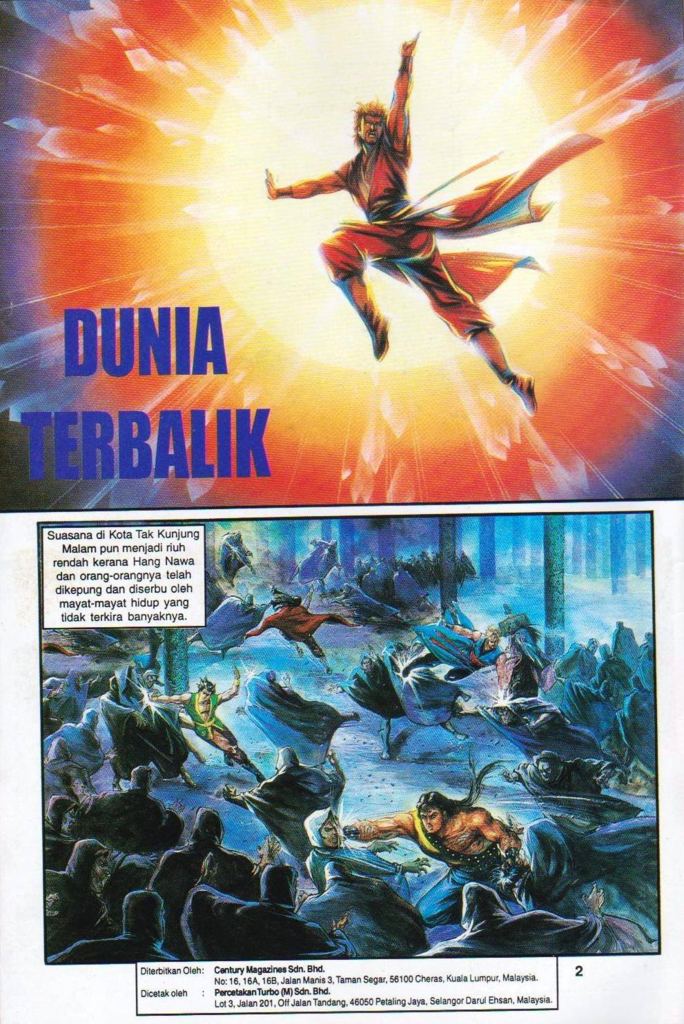 DUNIA
TERBALIK
Suasana di Kota Tak Kunjung
Malam pun menjadi riuh
rendah kerana Hang Nawa
dan orang-orangnya telah
dikepung dan diserbu oleh
mayat-mayat hidup yang
tidak terkira banyaknya.
Diterbitkan Oleh: Century Magazines Sdn. Bhd.
No: 16, 16A, 16B, Jalan Manis 3, Taman Segar, 56100 Cheras, Kuala Lumpur, Malaysia.
Dicetak oleh : Percetakan Turbo (M) Sdn. Bhd.
Lot 3, Jalan 201, Off Jalan Tandang, 46050 Petaling Jaya, Selangor Darul Ehsan, Malaysia.
2